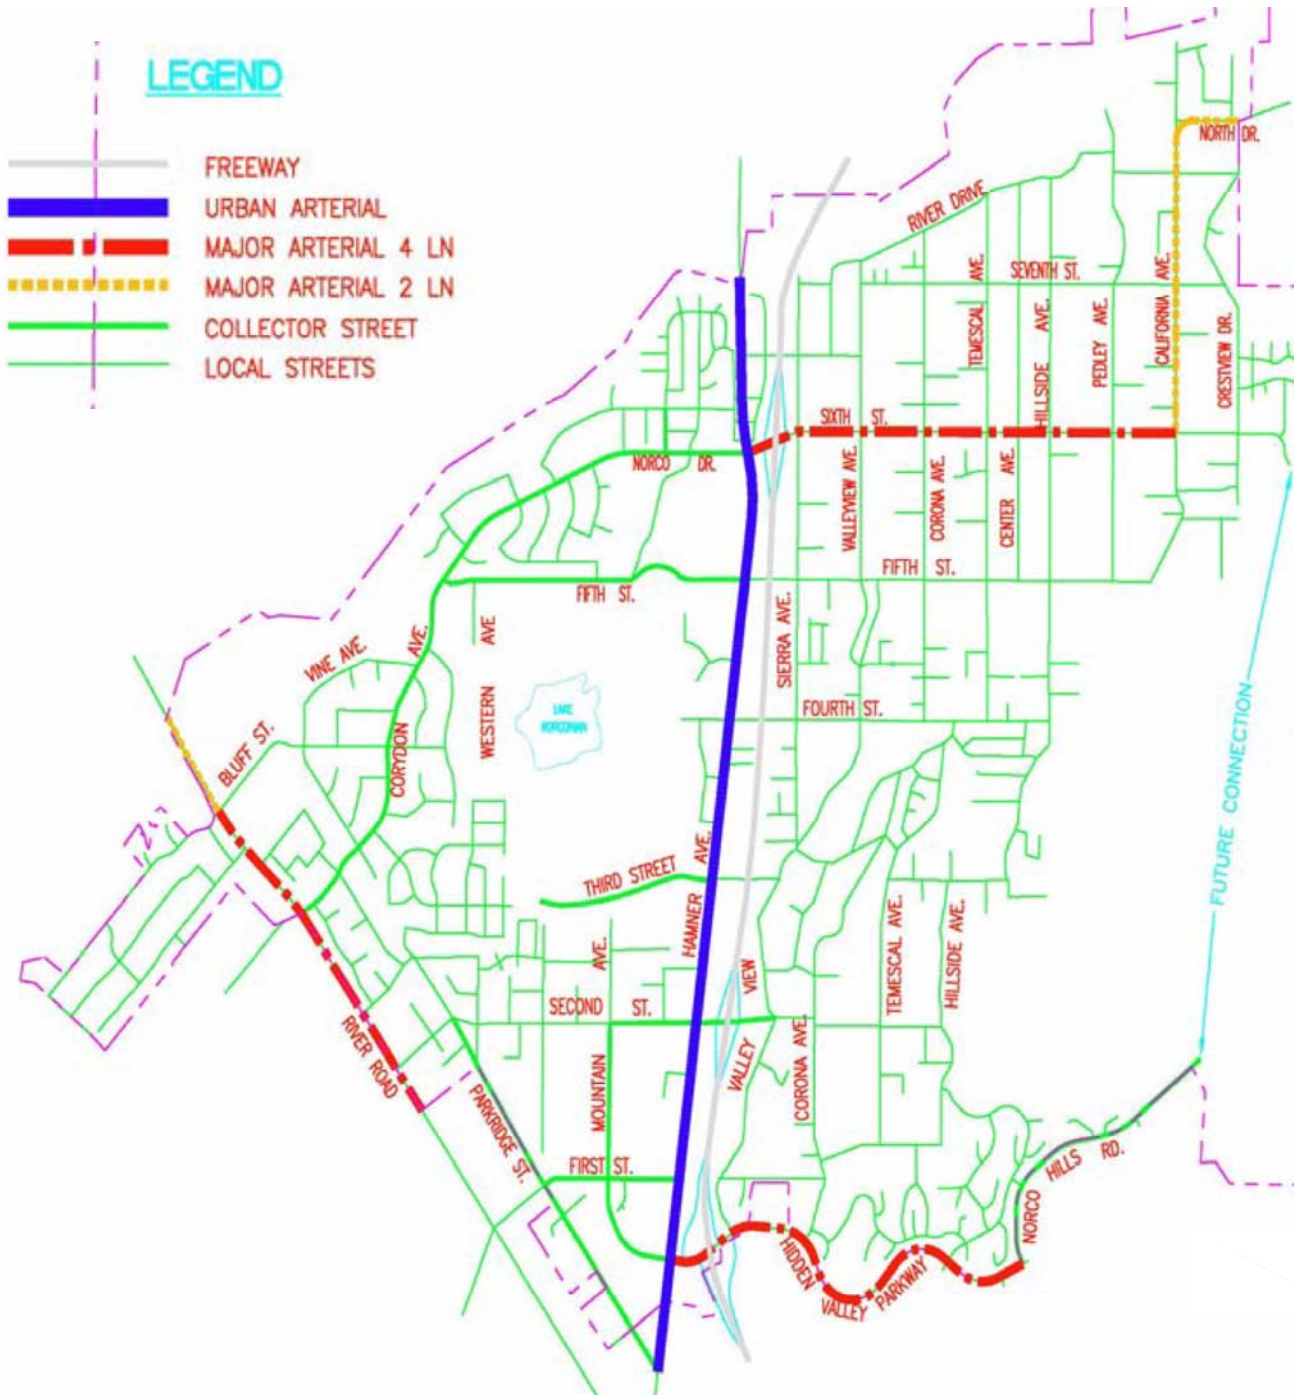 LEGEND
FREEWAY
URBAN ARTERIAL
MAJOR ARTERIAL 4 LN
MAJOR ARTERIAL 2 LN
COLLECTOR STREET
LOCAL STREETS
NORTH DR.
RIVER DRIVE
SEVENTH ST.
TEMESCAL AVE.
HILLSIDE AVE.
PEDLEY AVE.
CALIFORNIA AVE.
CRESTVIEW DR.
SIXTH ST.
NORCO DR.
VALLEYVIEW AVE.
CORONA AVE.
CENTER AVE.
FIFTH ST.
FIFTH ST.
SIERRA AVE.
VINE AVE.
CORYDON AVE.
WESTERN AVE
LAKE
NORCONIAN
FOURTH ST.
BLUFF ST.
FUTURE CONNECTION
THIRD STREET
HAMNER AVE.
TEMESCAL AVE.
HILLSIDE AVE.
SECOND ST.
MOUNTAIN AVE.
VALLEY VIEW
CORONA AVE.
RIVER ROAD
PARKRIDGE ST.
FIRST ST.
NORCO HILLS RD.
HIDDEN VALLEY PARKWAY